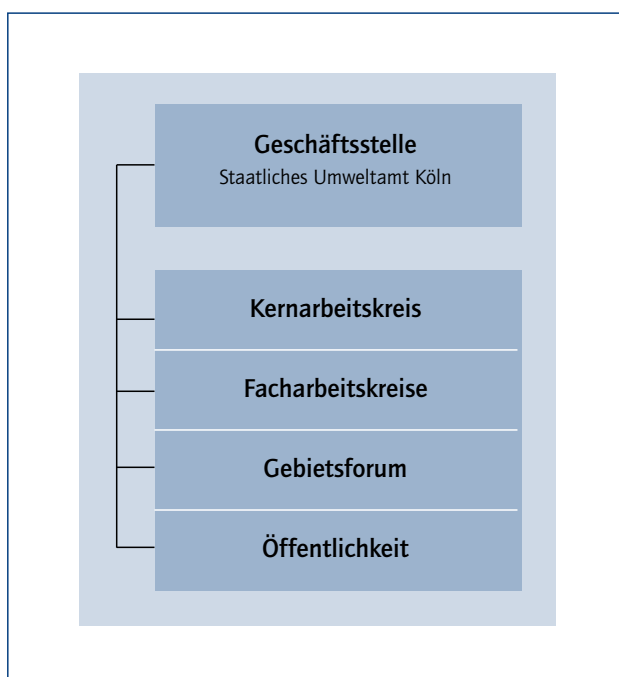 Geschäftsstelle
Staatliches Umweltamt Köln
Kernarbeitskreis
Facharbeitskreise
Gebietsforum
Öffentlichkeit